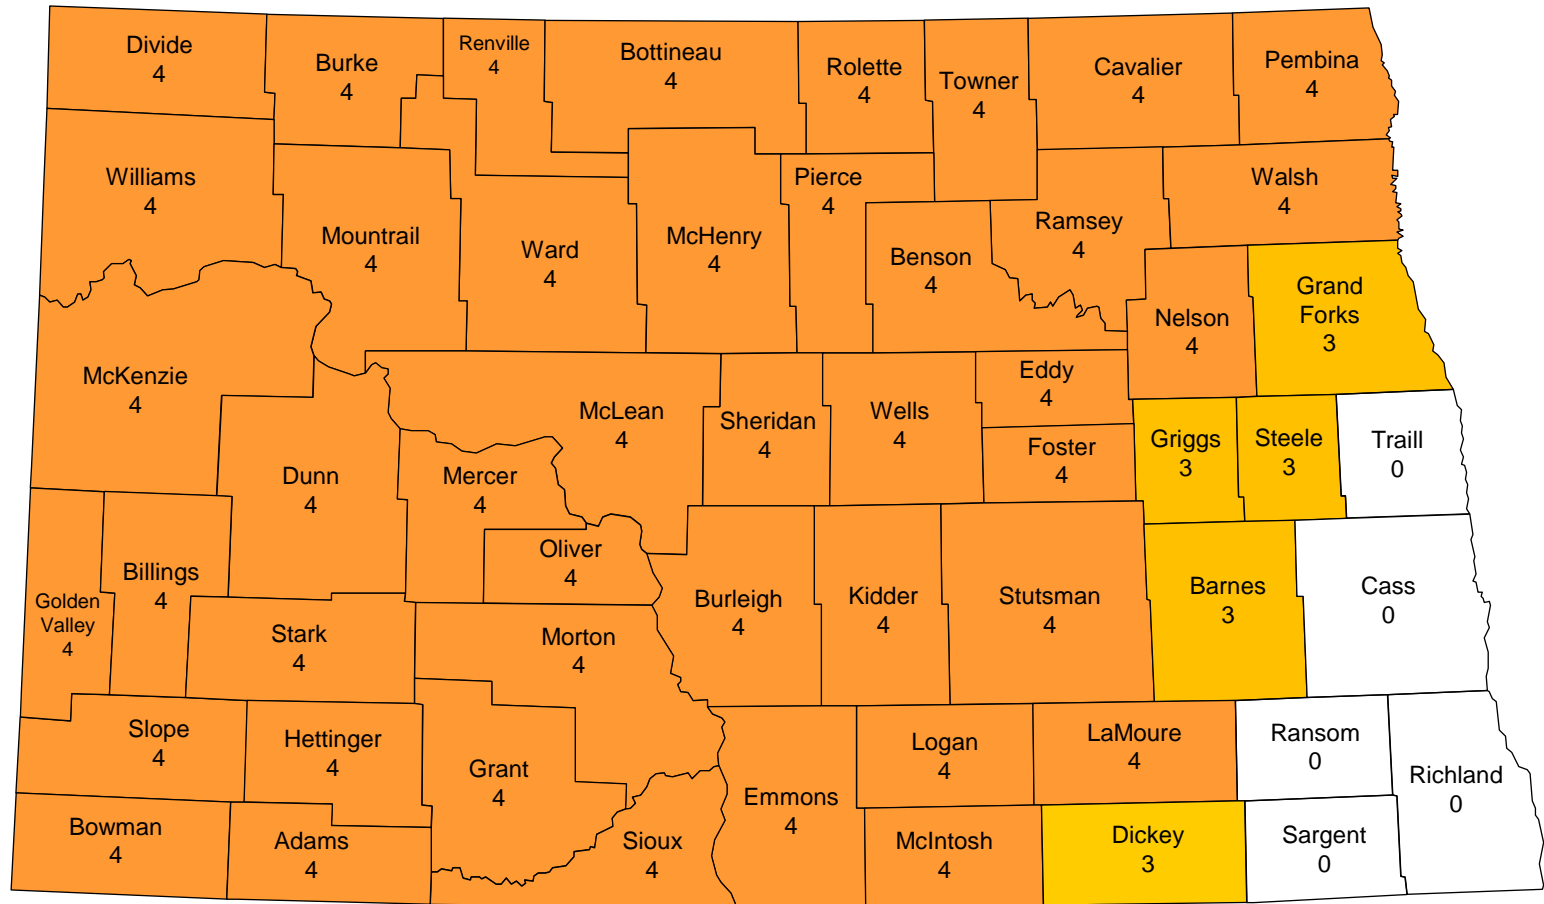 Divide
4
Burke
4
Renville
4
Bottineau
4
Rolette
4
Towner
4
Cavalier
4
Pembina
4
Williams
4
Mountrail
4
Ward
4
McHenry
4
Pierce
4
Benson
4
Ramsey
4
Walsh
4
Nelson
4
Grand
Forks
3
McKenzie
4
Dunn
4
Mercer
4
McLean
4
Sheridan
4
Wells
4
Eddy
4
Foster
4
Griggs
3
Steele
3
Traill
0
Golden
Valley
4
Billings
4
Stark
4
Oliver
4
Morton
4
Burleigh
4
Kidder
4
Stutsman
4
Barnes
3
Cass
0
Slope
4
Hettinger
4
Grant
4
Emmons
4
Logan
4
LaMoure
4
Ransom
0
Richland
0
Bowman
4
Adams
4
Sioux
4
McIntosh
4
Dickey
3
Sargent
0